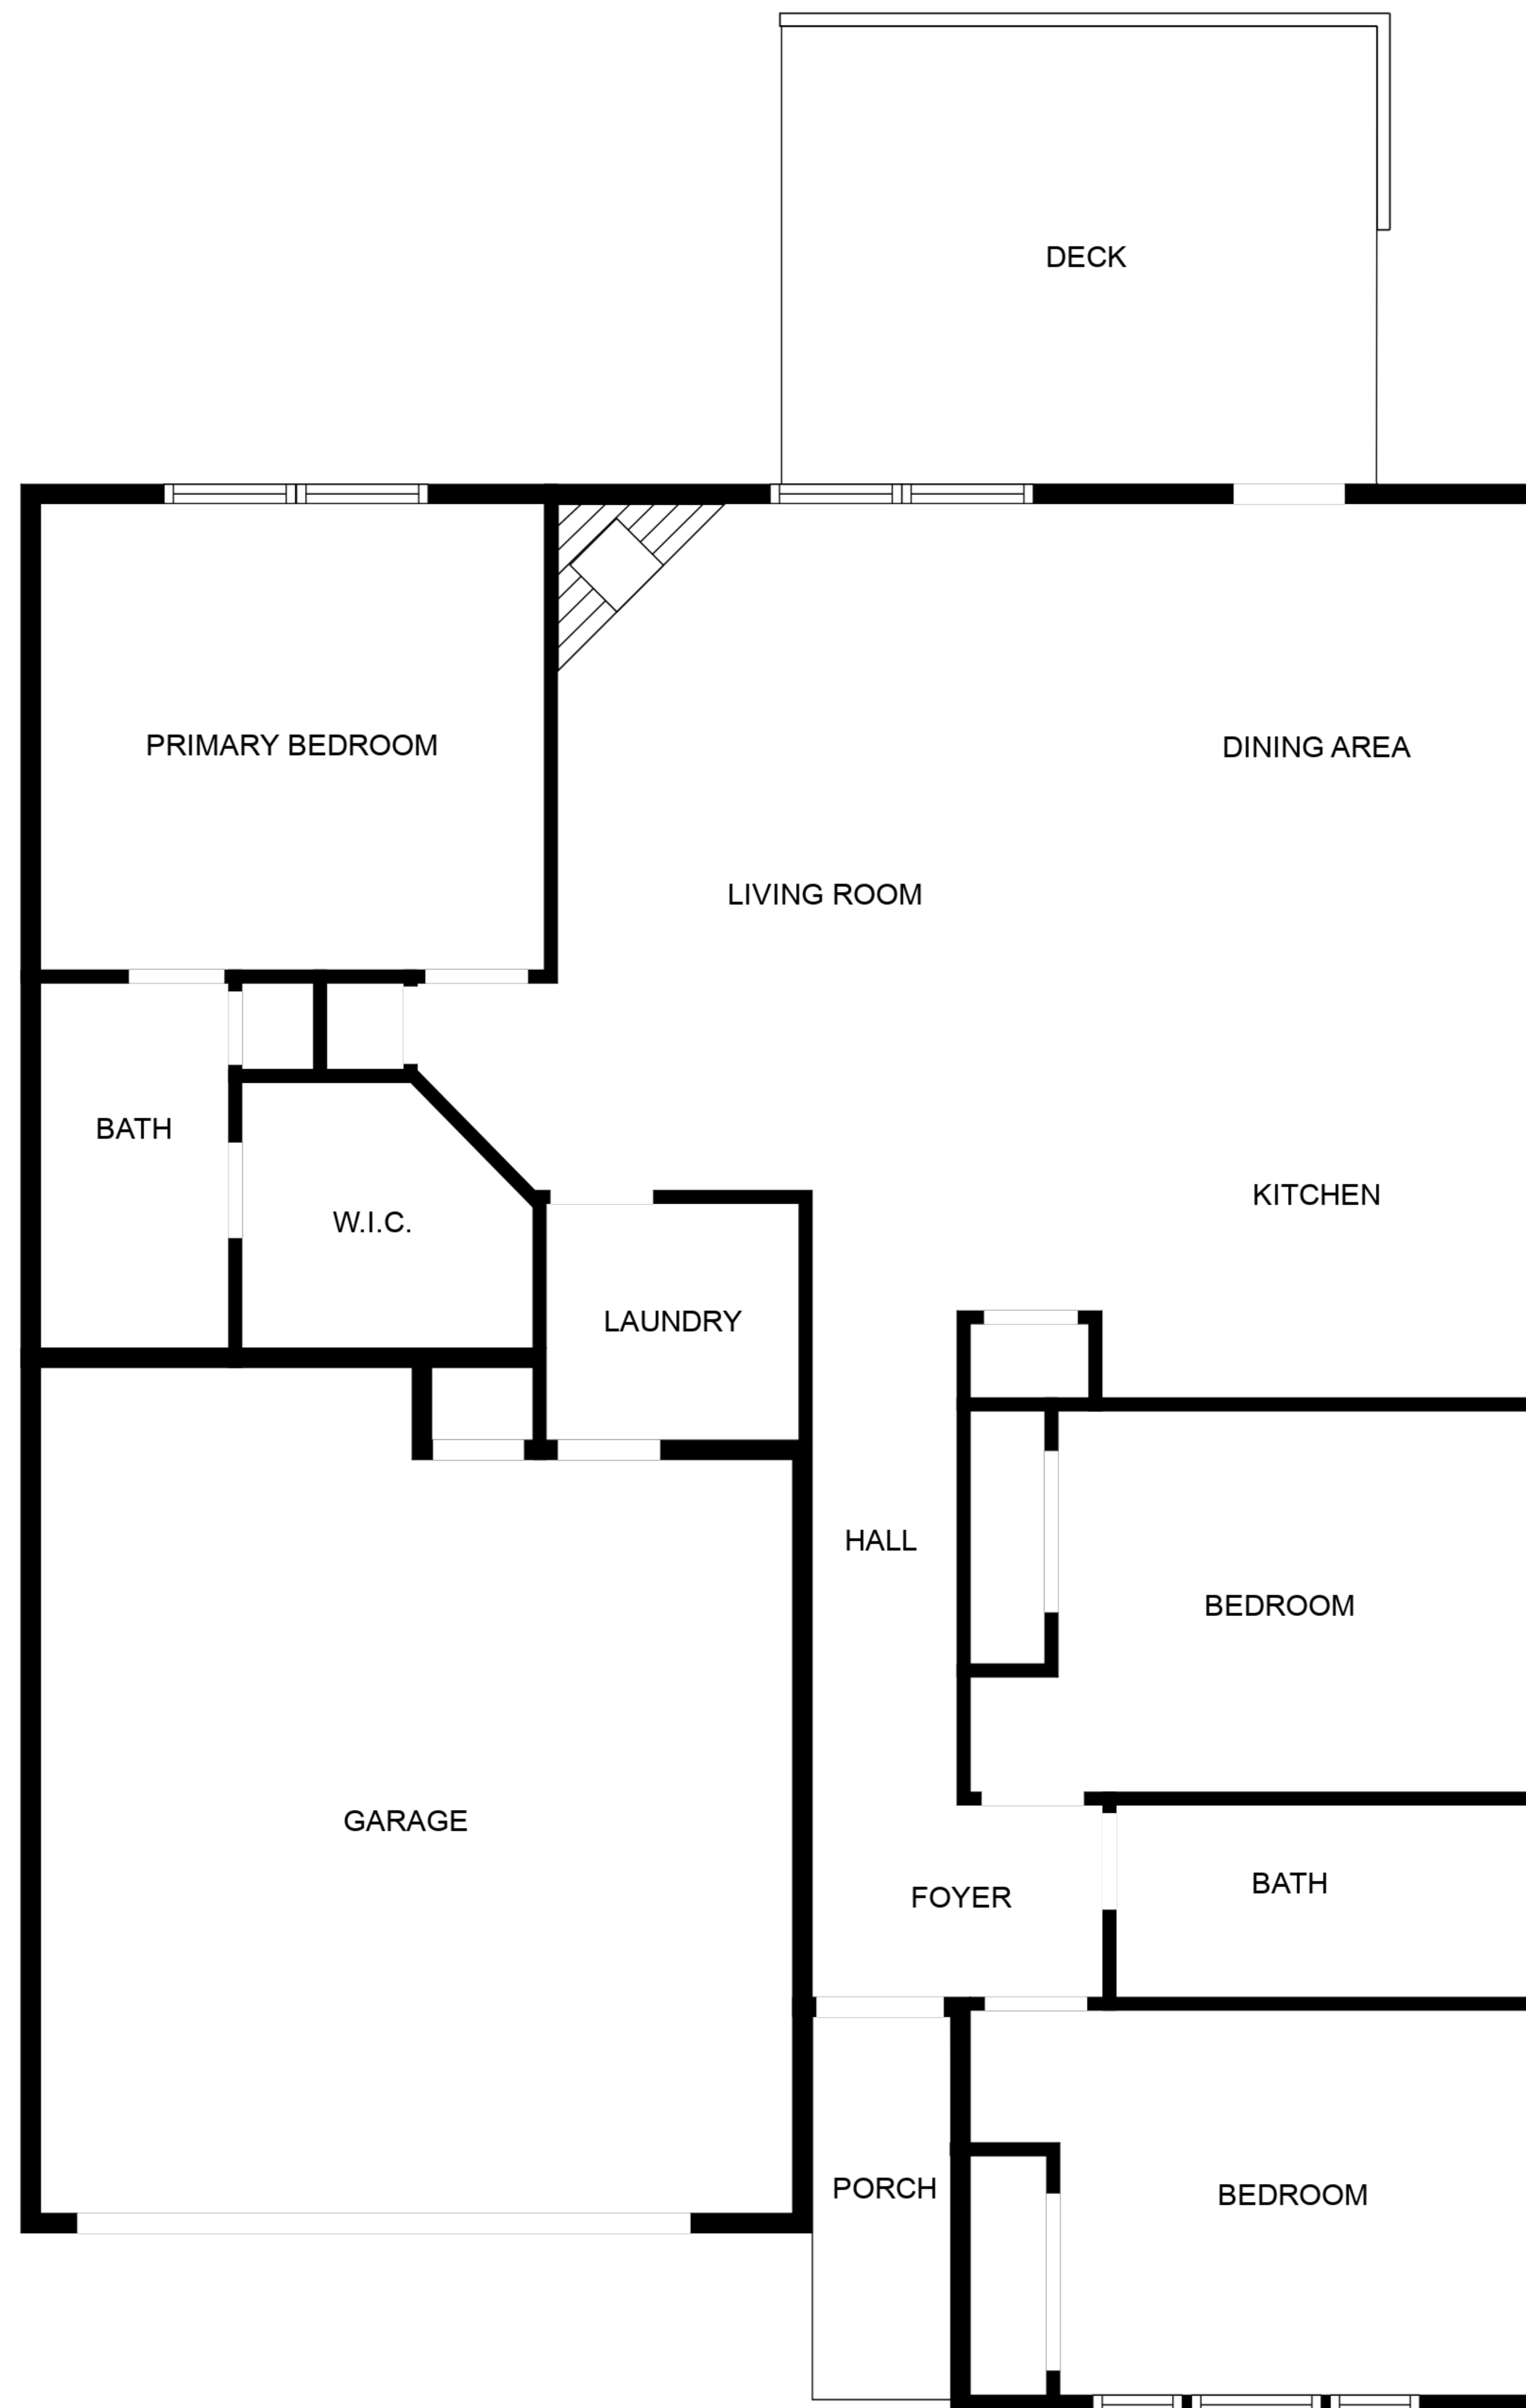 DECK
PRIMARY BEDROOM
DINING AREA
LIVING ROOM
BATH
KITCHEN
W.I.C.
LAUNDRY
HALL
BEDROOM
GARAGE
BATH
FOYER
PORCH
BEDROOM